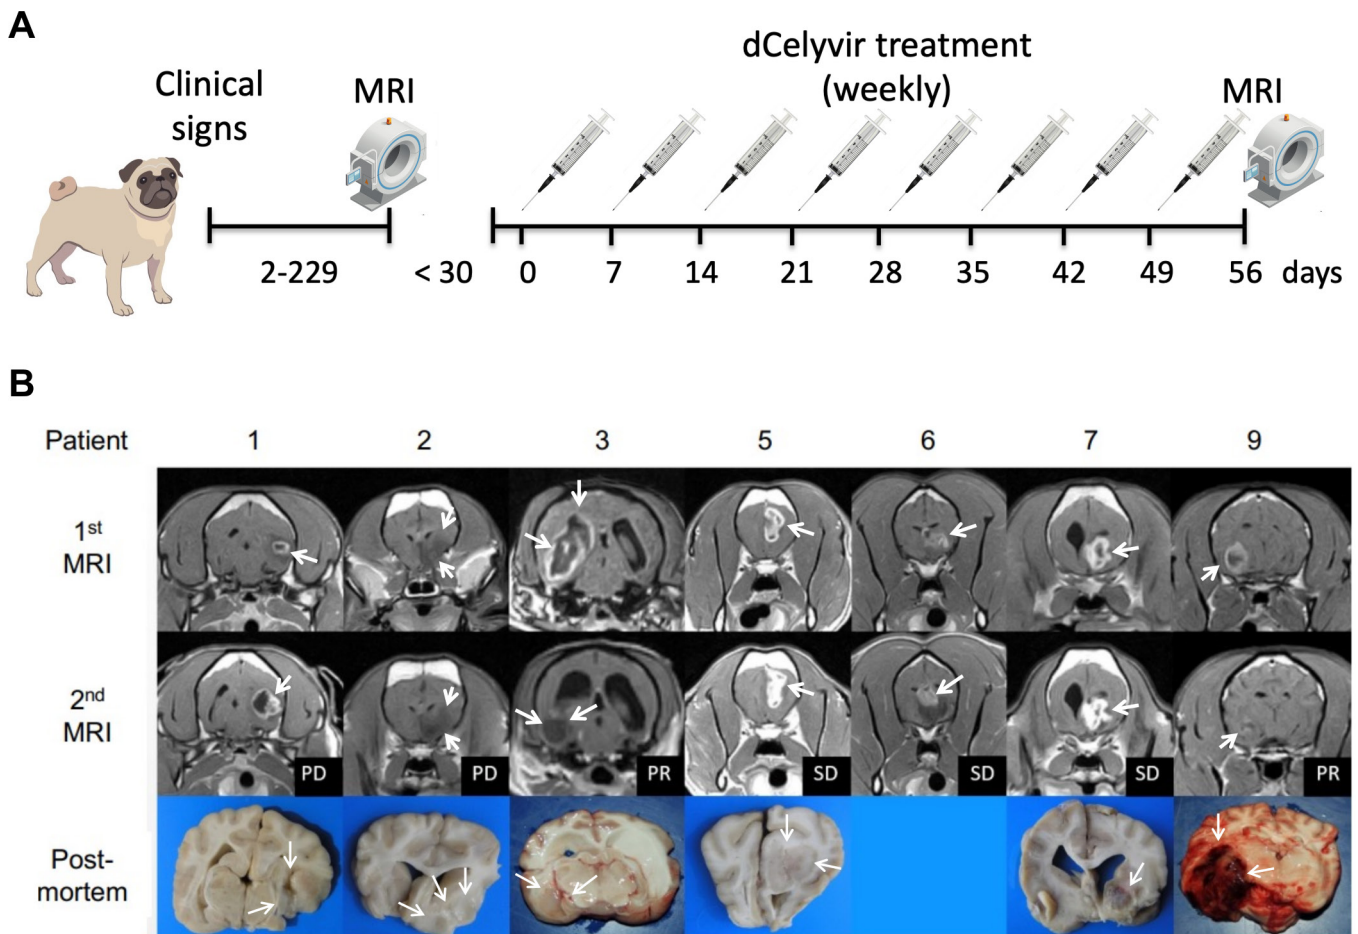 A
Clinical
signs
MRI
dCelyvir treatment
(weekly)
MRI
2-229
< 30
0 7 14 21 28 35 42 49 56 days
B
Patient 1 2 3 5 6 7 9
1st
MRI
2nd
MRI
PD PD PR SD SD SD PR
Post-
mortem